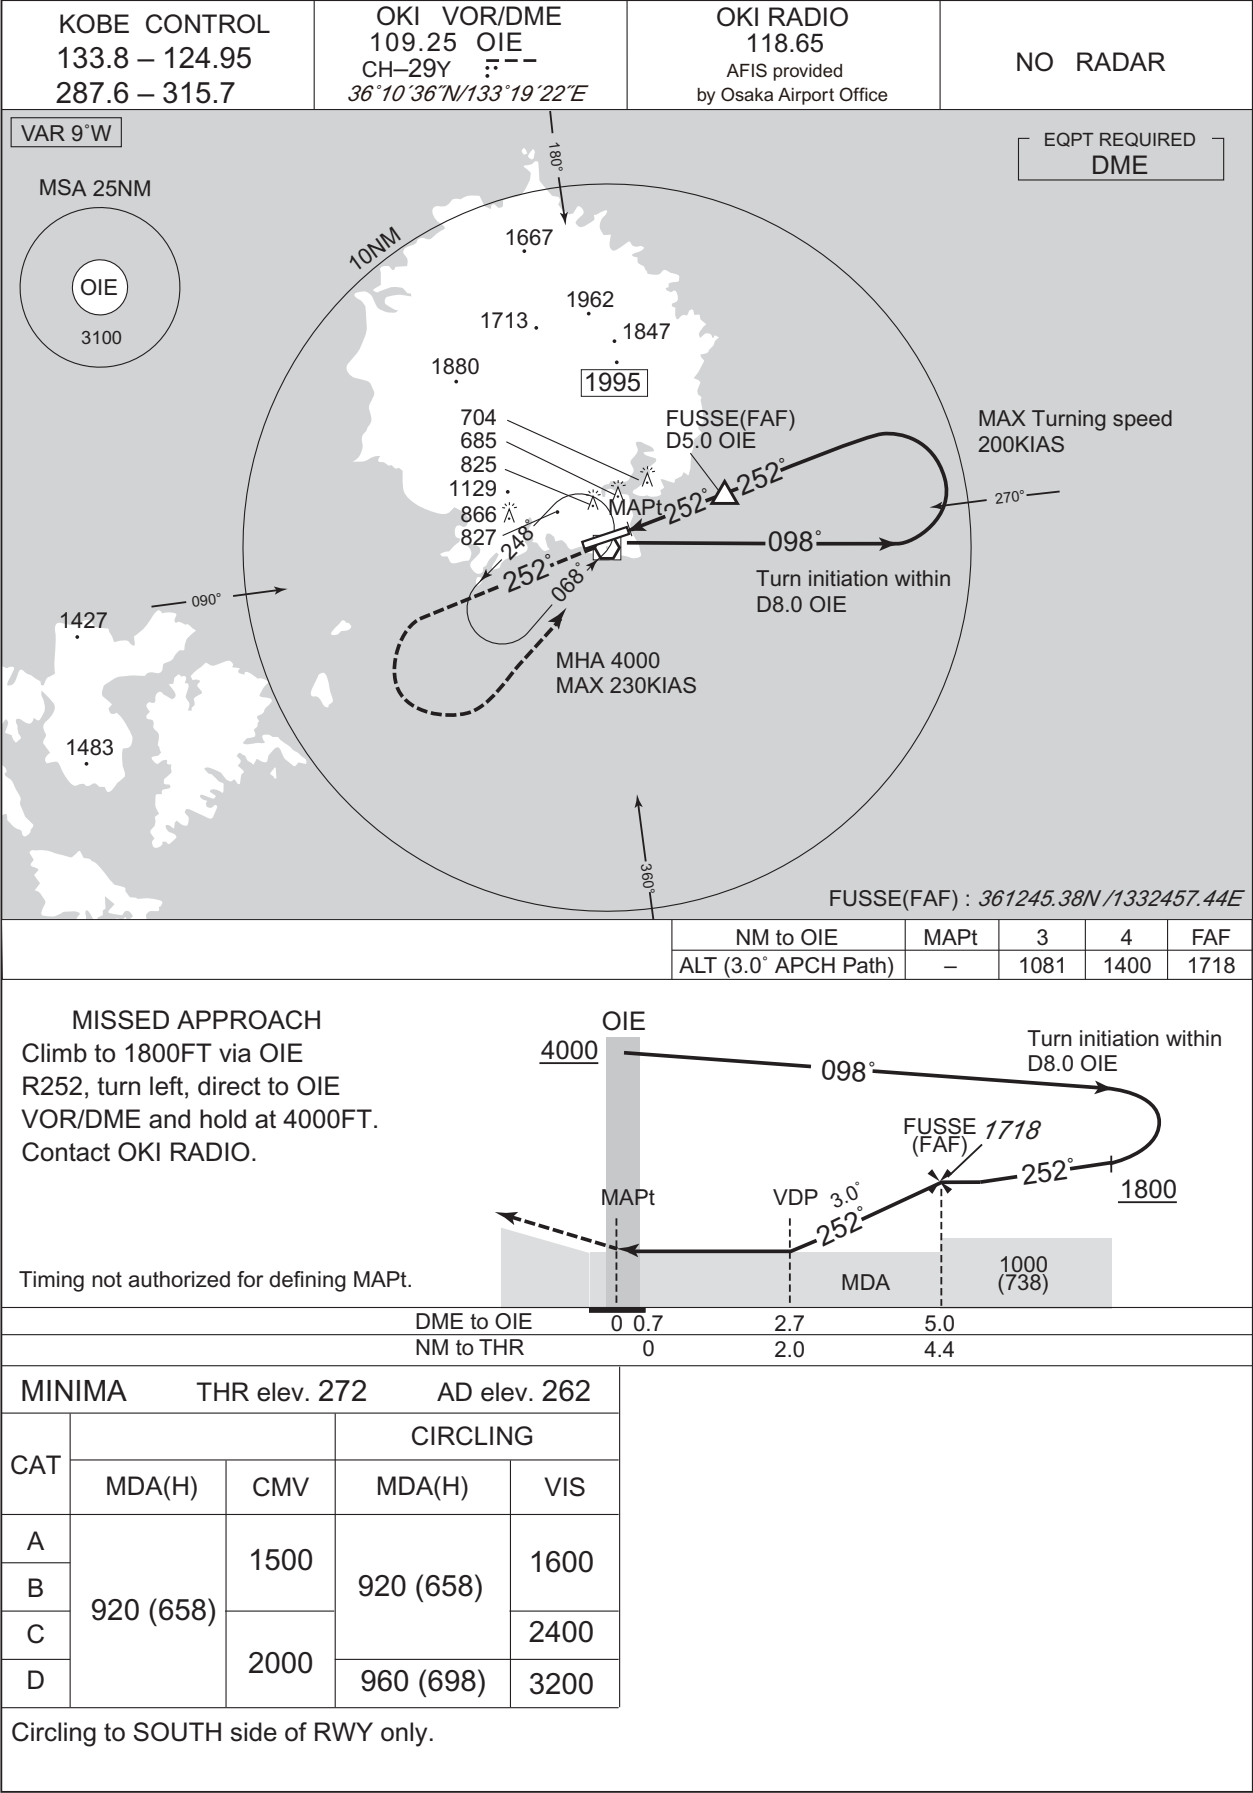 KOBE CONTROL
133.8 – 124.95
287.6 – 315.7
OKI VOR/DME
109.25 OIE
CH–29Y
36°10´36˝N/133°19´22˝E
OKI RADIO
118.65
AFIS provided
by Osaka Airport Office
NO RADAR
VAR 9°W
EQPT REQUIRED
DME
MSA 25NM
OIE
3100
180°
10NM
1667
1962
1713
1847
1880
1995
704
685
825
1129
866
827
FUSSE(FAF)
D5.0 OIE
MAX Turning speed
200KIAS
252°
252°
MAPt
270°
098°
248°
252°
068°
Turn initiation within
D8.0 OIE
090°
1427
MHA 4000
MAX 230KIAS
1483
360°
FUSSE(FAF) : 361245.38N /1332457.44E
NM to OIE MAPt 3 4 FAF
ALT (3.0° APCH Path) – 1081 1400 1718
MISSED APPROACH
Climb to 1800FT via OIE
R252, turn left, direct to OIE
VOR/DME and hold at 4000FT.
Contact OKI RADIO.
OIE
4000
098°
Turn initiation within
D8.0 OIE
FUSSE
(FAF)
1718
252°
1800
MAPt
VDP
3.0°
252°
MDA
1000
(738)
Timing not authorized for defining MAPt.
DME to OIE 0 0.7 2.7 5.0
NM to THR 0 2.0 4.4
MINIMA THR elev. 272 AD elev. 262
CIRCLING
CAT
MDA(H) CMV MDA(H) VIS
A
B
C
D
920 (658)
1500
2000
920 (658)
960 (698)
1600
2400
3200
Circling to SOUTH side of RWY only.